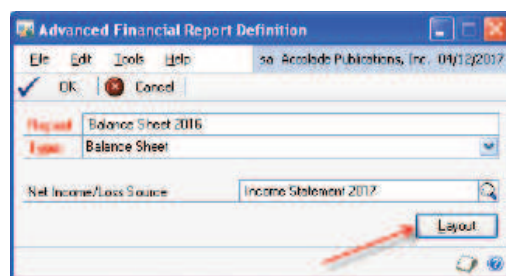 Advanced Financial Report Definition
File Edit Tools Help sa Accolade Publications, Inc. 04/12/2017
OK Cancel
Report Balance Sheet 2016
Type: Balance Sheet
Net Income/Loss Source Income Statement 2017
Layout